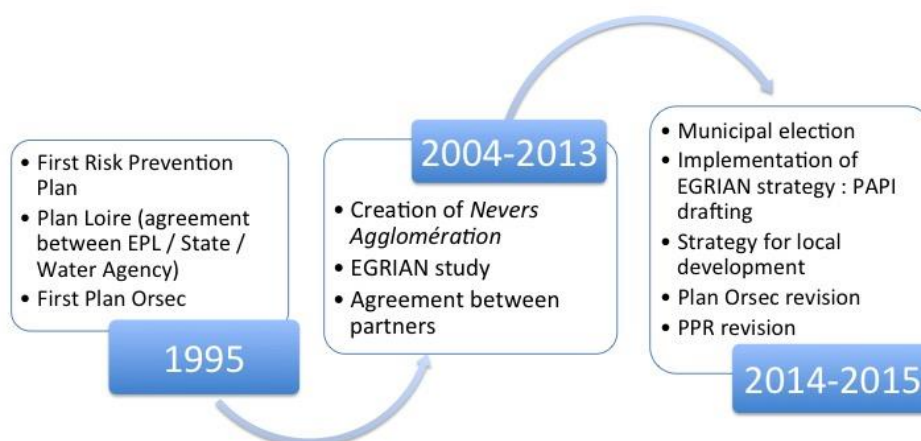 • First Risk Prevention
Plan
• Plan Loire (agreement
between EPL / State /
Water Agency)
• First Plan Orsec
1995
2004-2013
• Creation of Nevers
Agglomération
• EGRIAN study
• Agreement between
partners
• Municipal election
• Implementation of
EGRIAN strategy : PAPI
drafting
• Strategy for local
development
• Plan Orsec revision
• PPR revision
2014-2015